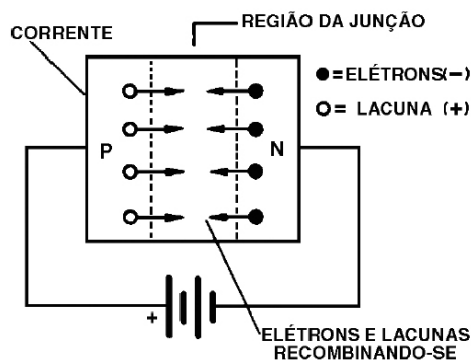 REGIÃO DA JUNÇÃO
CORRENTE
●=ELÉTRONS(−)
○= LACUNA (+)
P
N
+
ELÉTRONS E LACUNAS
RECOMBINANDO-SE